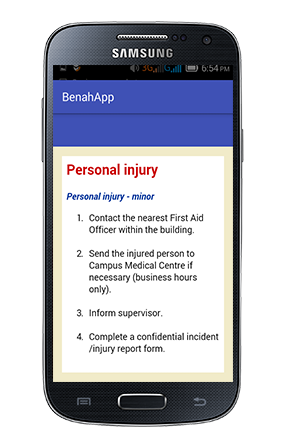 SAMSUNG
3G G 6:54 PM
BenahApp
Personal injury
Personal injury - minor
1. Contact the nearest First Aid
Officer within the building.
2. Send the injured person to
Campus Medical Centre if
necessary (business hours
only).
3. Inform supervisor.
4. Complete a confidential incident
/injury report form.